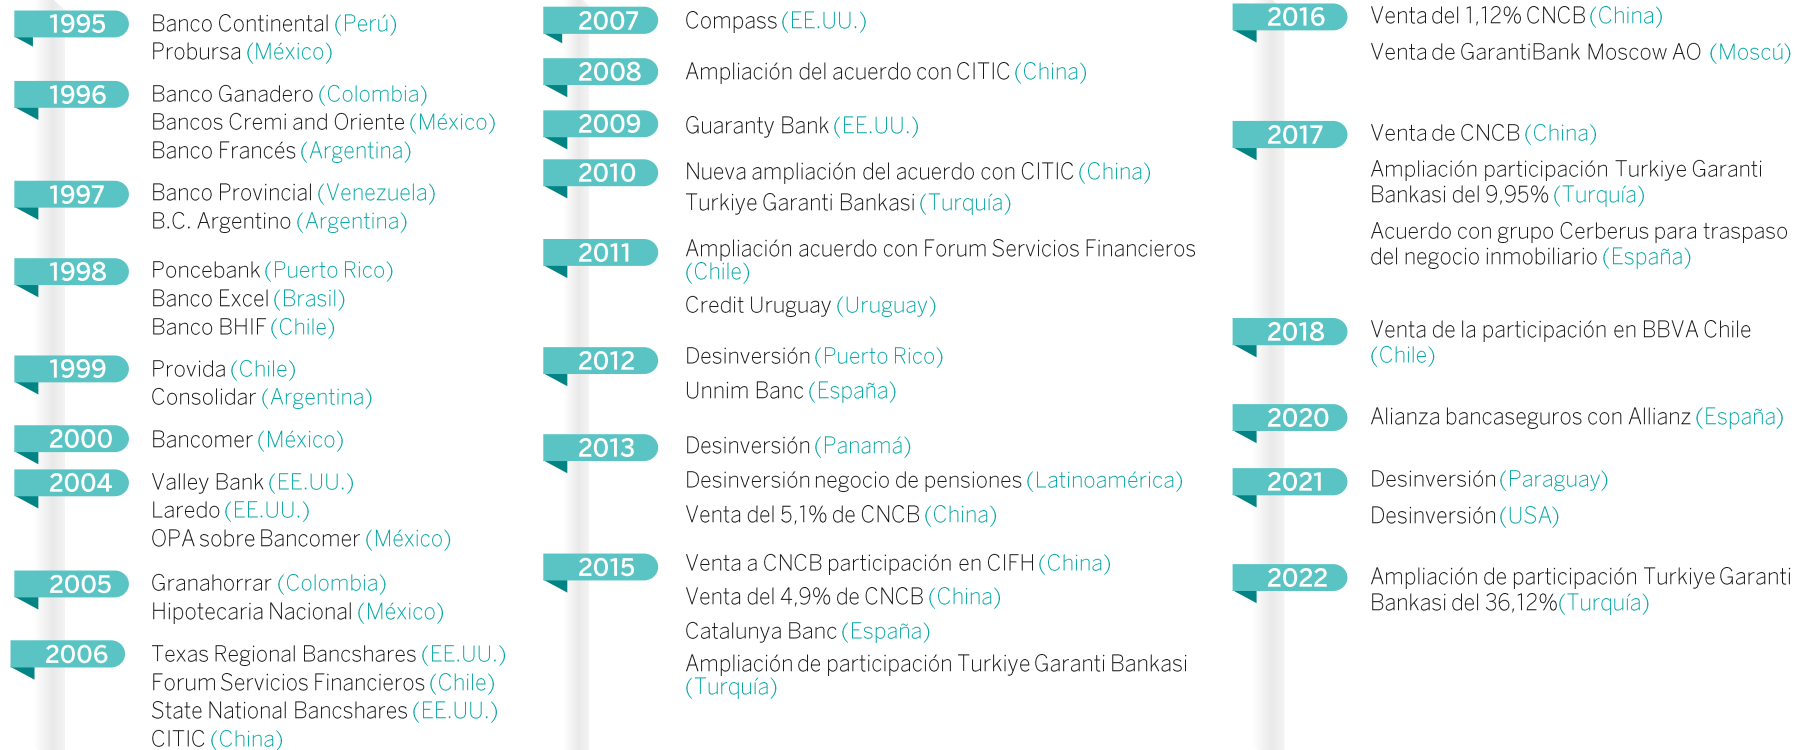 1995
Banco Continental (Perú)
Probursa (México)
1996
Banco Ganadero (Colombia)
Bancos Cremi and Oriente (México)
Banco Francés (Argentina)
1997
Banco Provincial (Venezuela)
B.C. Argentino (Argentina)
1998
Poncebank (Puerto Rico)
Banco Excel (Brasil)
Banco BHIF (Chile)
1999
Provida (Chile)
Consolidar (Argentina)
2000
Bancomer (México)
2004
Valley Bank (EE.UU.)
Laredo (EE.UU.)
OPA sobre Bancomer (México)
2005
Granahorrar (Colombia)
Hipotecaria Nacional (México)
2006
Texas Regional Bancshares (EE.UU.)
Forum Servicios Financieros (Chile)
State National Bancshares (EE.UU.)
CITIC (China)
2007
Compass (EE.UU.)
2008
Ampliación del acuerdo con CITIC (China)
2009
Guaranty Bank (EE.UU.)
2010
Nueva ampliación del acuerdo con CITIC (China)
Turkiye Garanti Bankasi (Turquía)
2011
Ampliación acuerdo con Forum Servicios Financieros
(Chile)
Credit Uruguay (Uruguay)
2012
Desinversión (Puerto Rico)
Unnim Banc (España)
2013
Desinversión (Panamá)
Desinversión negocio de pensiones (Latinoamérica)
Venta del 5,1% de CNCB (China)
2015
Venta a CNCB participación en CIFH (China)
Venta del 4,9% de CNCB (China)
Catalunya Banc (España)
Ampliación de participación Turkiye Garanti Bankasi
(Turquía)
2016
Venta del 1,12% CNCB (China)
Venta de GarantiBank Moscow AO (Moscú)
2017
Venta de CNCB (China)
Ampliación participación Turkiye Garanti
Bankasi del 9,95% (Turquía)
Acuerdo con grupo Cerberus para traspaso
del negocio inmobiliario (España)
2018
Venta de la participación en BBVA Chile
(Chile)
2020
Alianza bancaseguros con Allianz (España)
2021
Desinversión (Paraguay)
Desinversión (USA)
2022
Ampliación de participación Turkiye Garanti
Bankasi del 36,12%(Turquía)